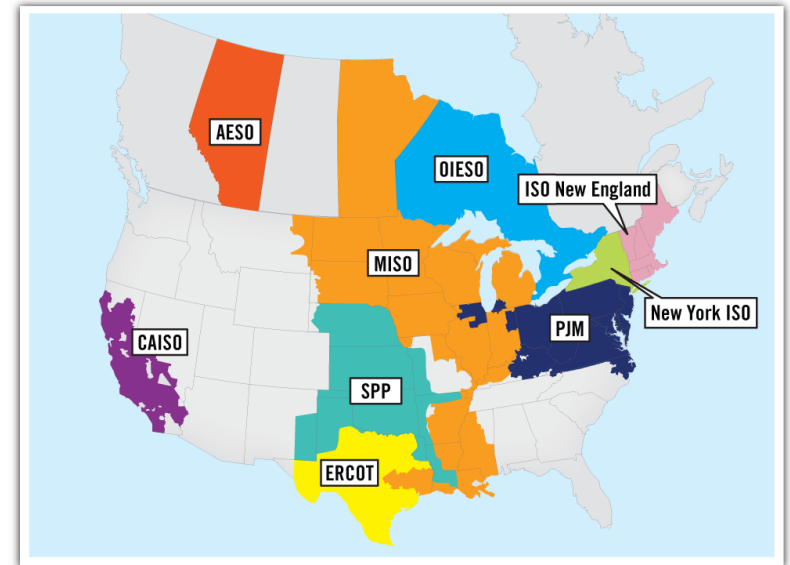 AESO
OIESO
ISO New England
MISO
New York ISO
PJM
CAISO
SPP
ERCOT